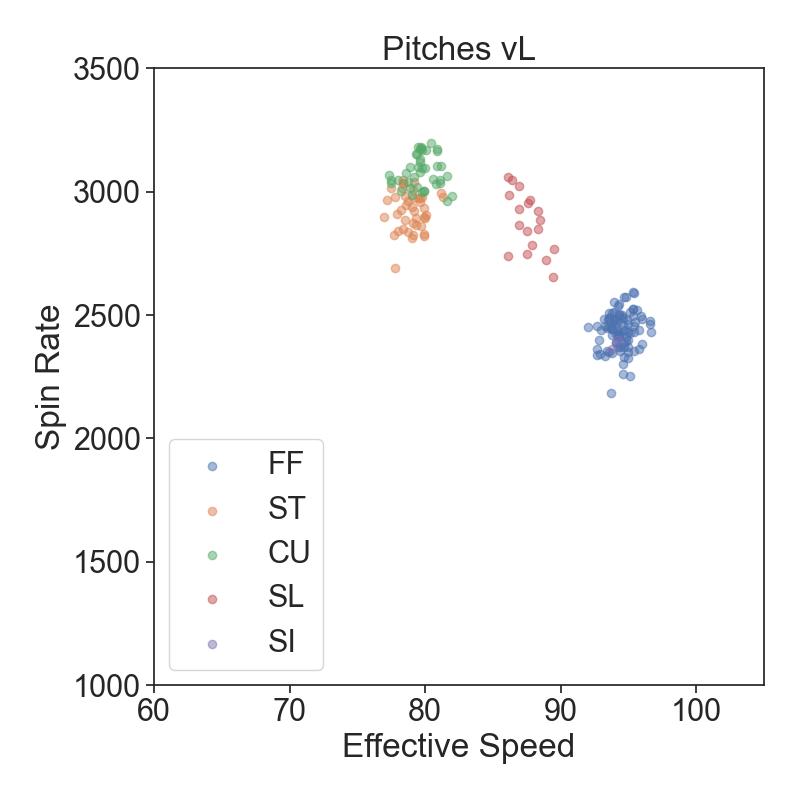 Pitches vL
3500
3000
2500
2000
1500
1000
Spin Rate
FF
ST
CU
SL
SI
60 70 80 90 100
Effective Speed